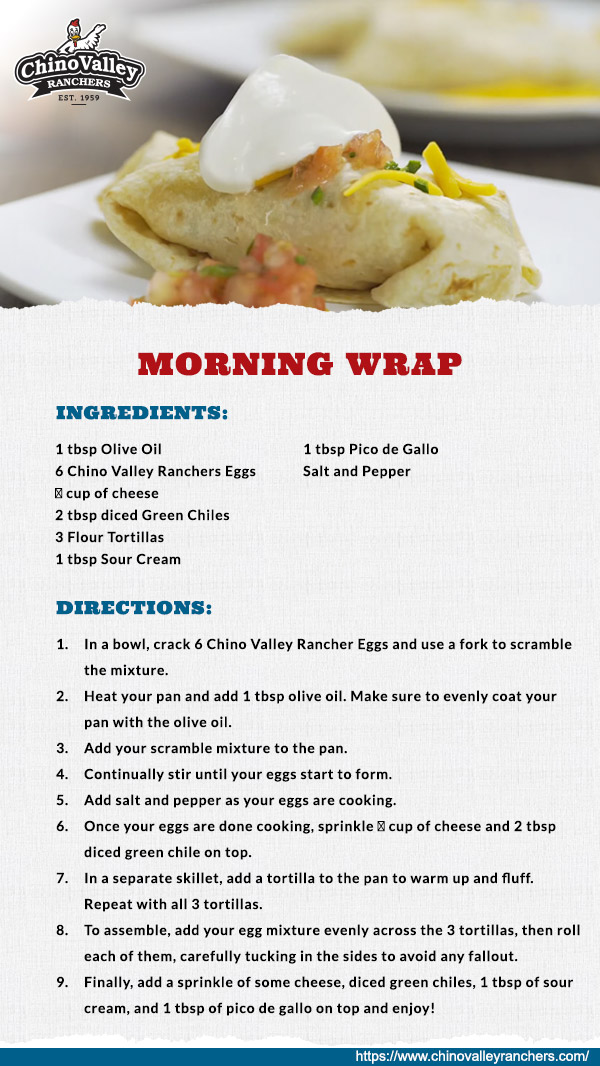 Chino Valley
RANCHERS
EST. 1959
MORNING WRAP
INGREDIENTS:
1 tbsp Olive Oil
6 Chino Valley Ranchers Eggs
cup of cheese
2 tbsp diced Green Chiles
3 Flour Tortillas
1 tbsp Sour Cream
1 tbsp Pico de Gallo
Salt and Pepper
DIRECTIONS:
1. In a bowl, crack 6 Chino Valley Rancher Eggs and use a fork to scramble
the mixture.
2. Heat your pan and add 1 tbsp olive oil. Make sure to evenly coat your
pan with the olive oil.
3. Add your scramble mixture to the pan.
4. Continually stir until your eggs start to form.
5. Add salt and pepper as your eggs are cooking.
6. Once your eggs are done cooking, sprinkle cup of cheese and 2 tbsp
diced green chile on top.
7. In a separate skillet, add a tortilla to the pan to warm up and fluff.
Repeat with all 3 tortillas.
8. To assemble, add your egg mixture evenly across the 3 tortillas, then roll
each of them, carefully tucking in the sides to avoid any fallout.
9. Finally, add a sprinkle of some cheese, diced green chiles, 1 tbsp of sour
cream, and 1 tbsp of pico de gallo on top and enjoy!
https://www.chinovalleyranchers.com/